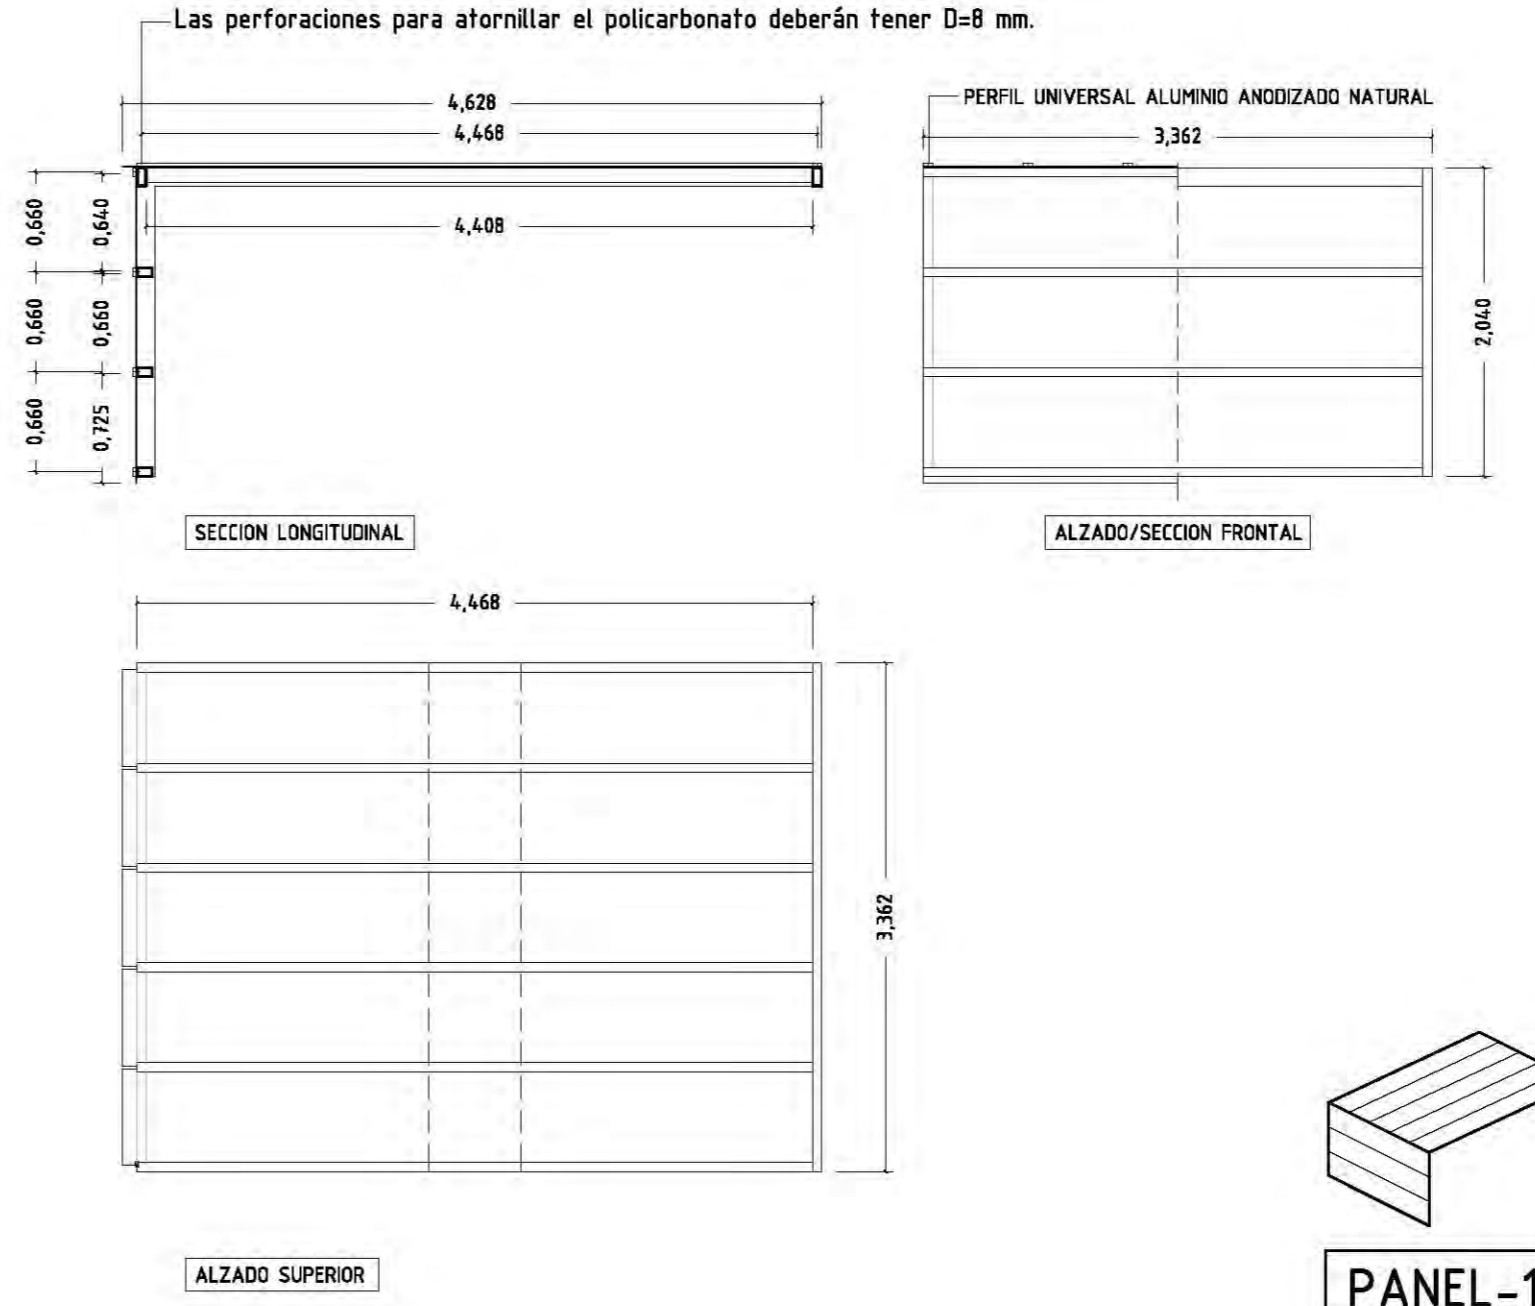 Las perforaciones para atornillar el policarbonato deberán tener D=8 mm.
4,628
4,468
4,408
0,660
0,640
0,660
0,660
0,660
0,725
SECCION LONGITUDINAL
PERFIL UNIVERSAL ALUMINIO ANODIZADO NATURAL
3,362
2,040
ALZADO/SECCION FRONTAL
4,468
3,362
ALZADO SUPERIOR
PANEL-1